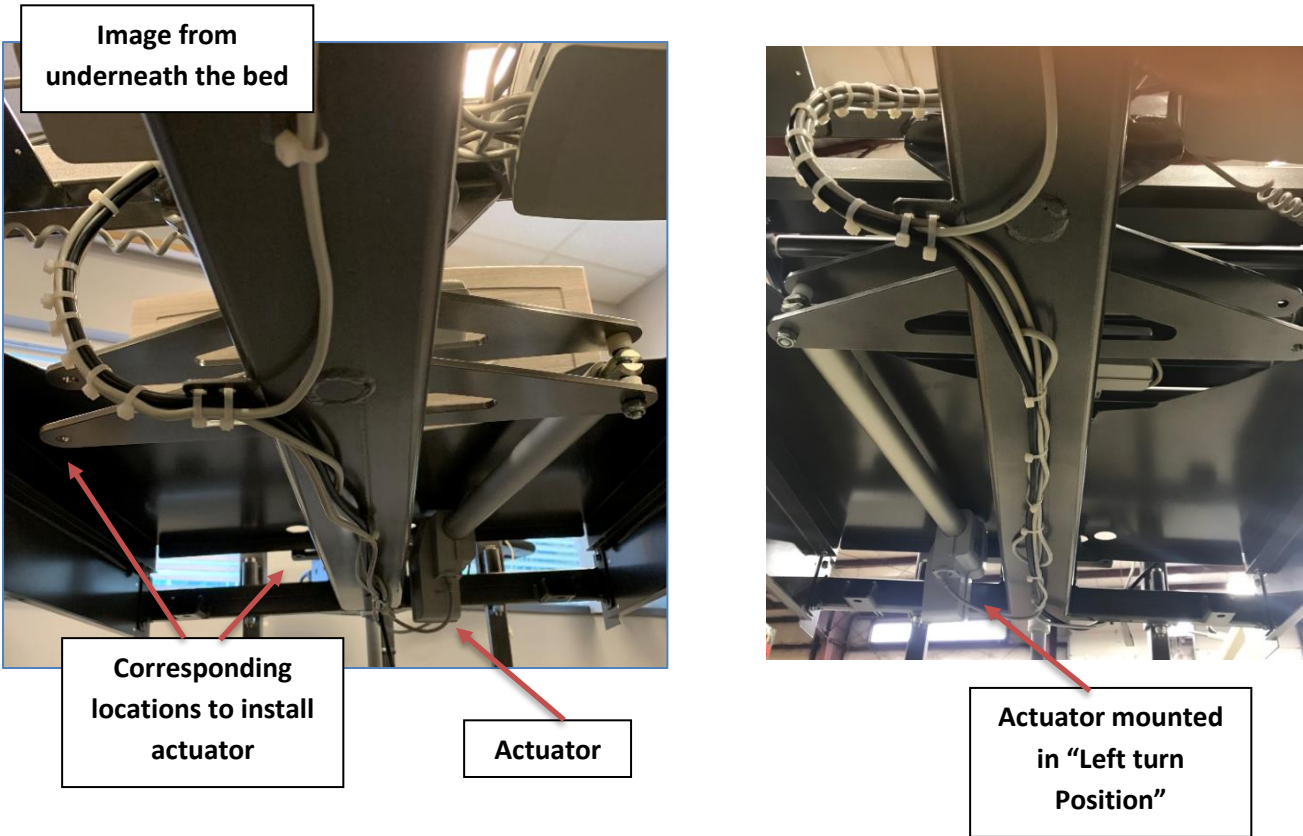 Image from
underneath the bed
Corresponding
locations to install
actuator
Actuator
Actuator mounted
in “Left turn
Position”